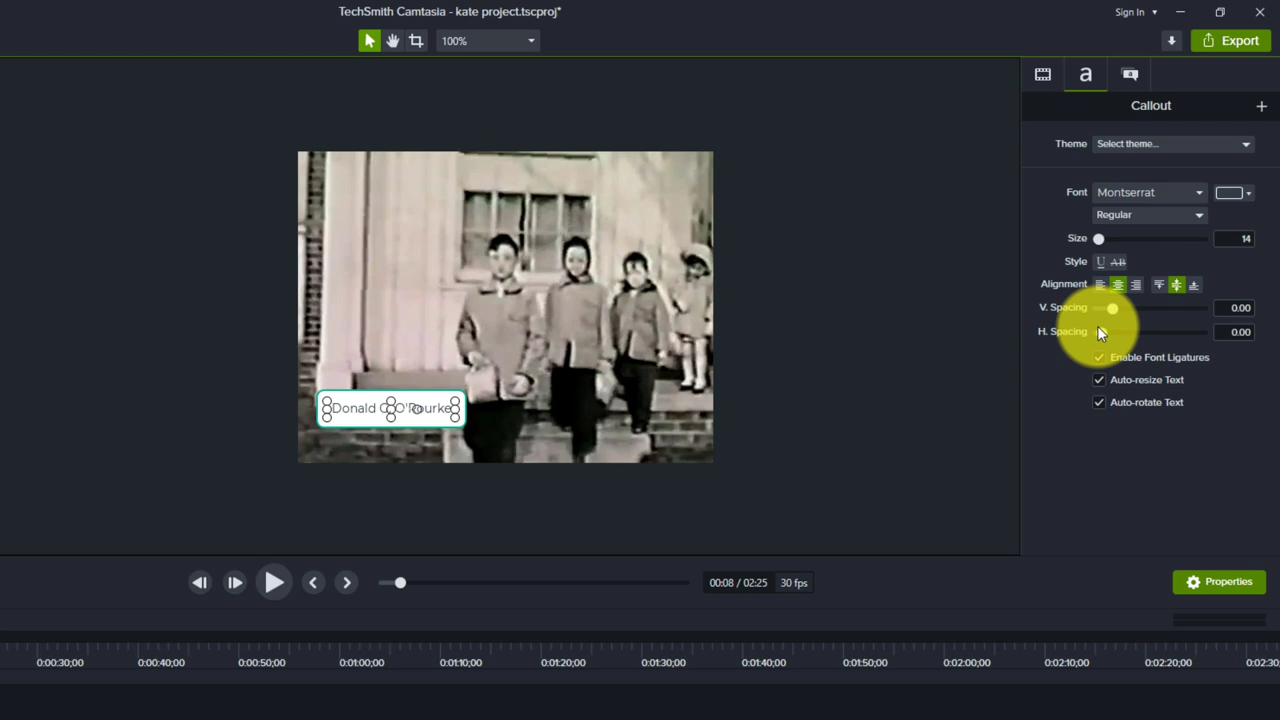 TechSmith Camtasia - kate project.tscproj*
Sign In
100%
Export
a
Callout
Theme Select theme...
Font Montserrat
Regular
Size 14
Style U AB
Alignment
V. Spacing 0.00
H. Spacing 0.00
Enable Font Ligatures
Auto-resize Text
Auto-rotate Text
Donald O'Rourke
00:08 / 02:25 30 fps
Properties
0:00:30;00 0:00:40;00 0:00:50;00 0:01:00;00 0:01:10;00 0:01:20;00 0:01:30;00 0:01:40;00 0:01:50;00 0:02:00;00 0:02:10;00 0:02:20;00 0:02:30